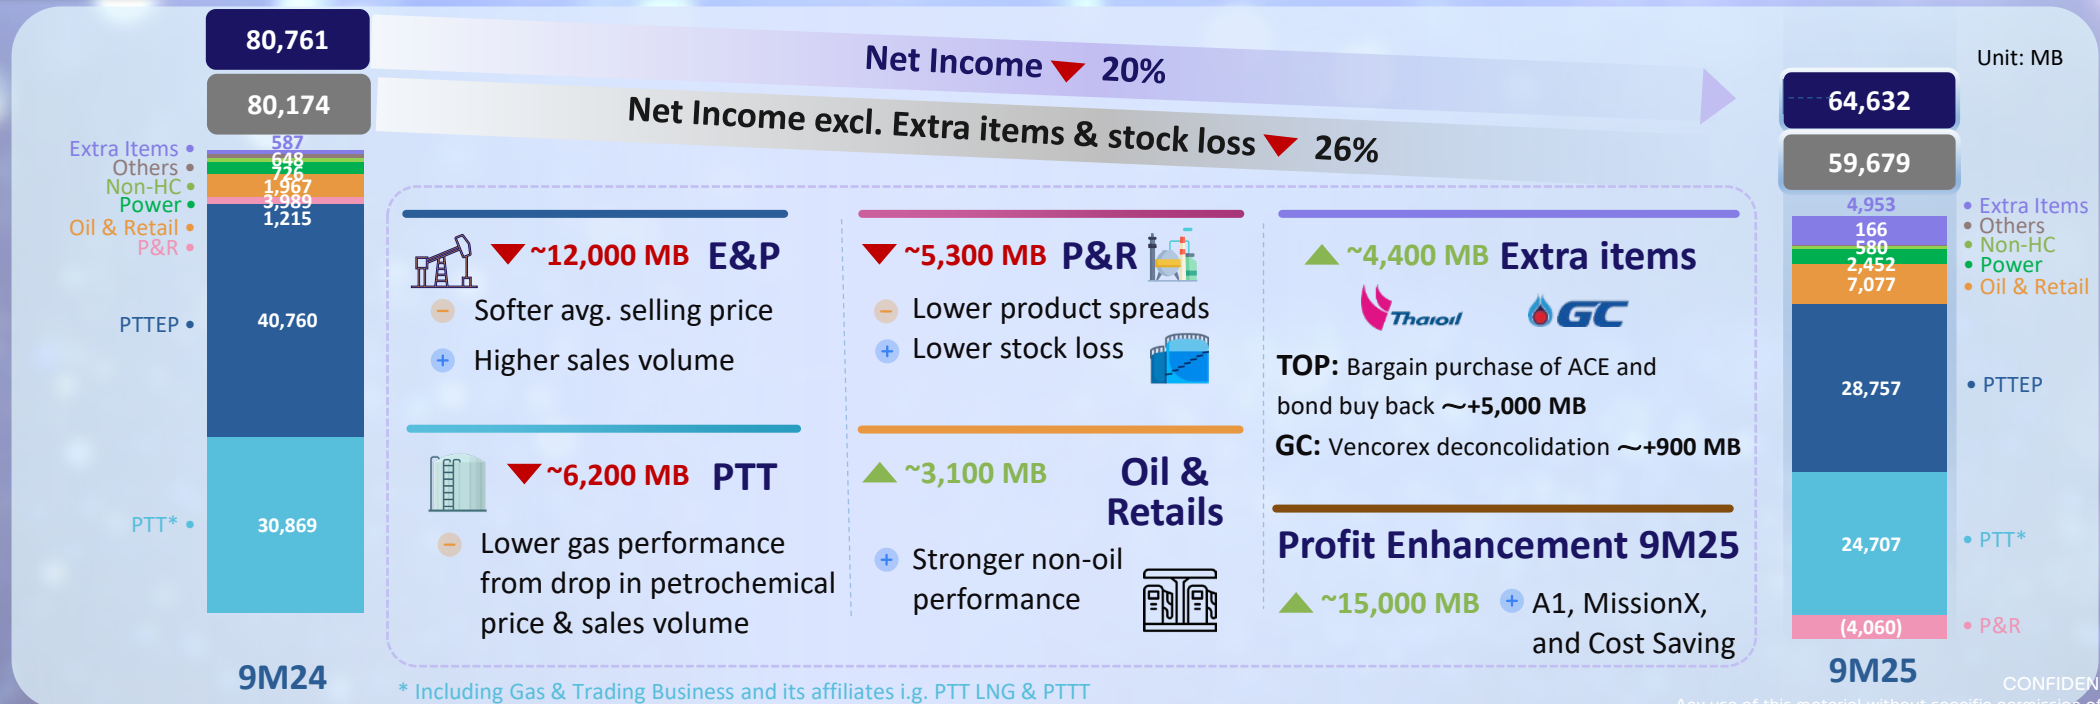 80,761
80,174
587
648
726
1,967
3,989
1,215
40,760
30,869
Extra Items •
Others •
Non-HC •
Power •
Oil & Retail •
P&R •
PTTEP •
PTT* •
9M24
Net Income ▼ 20%
Net Income excl. Extra items & stock loss ▼ 26%
Unit: MB
▼ ~12,000 MB E&P
− Softer avg. selling price
+ Higher sales volume
▼ ~6,200 MB PTT
− Lower gas performance
from drop in petrochemical
price & sales volume
▼ ~5,300 MB P&R
− Lower product spreads
+ Lower stock loss
▲ ~3,100 MB Oil &
Retails
+ Stronger non-oil
performance
▲ ~4,400 MB Extra items
Thaioil GC
TOP: Bargain purchase of ACE and
bond buy back ~+5,000 MB
GC: Vencorex deconcolidation ~+900 MB
Profit Enhancement 9M25
▲ ~15,000 MB + A1, MissionX,
and Cost Saving
64,632
59,679
4,953
166
580
2,452
7,077
28,757
24,707
(4,060)
• Extra Items
• Others
• Non-HC
• Power
• Oil & Retail
• PTTEP
• PTT*
• P&R
9M25
* Including Gas & Trading Business and its affiliates i.g. PTT LNG & PTTT
CONFIDEN